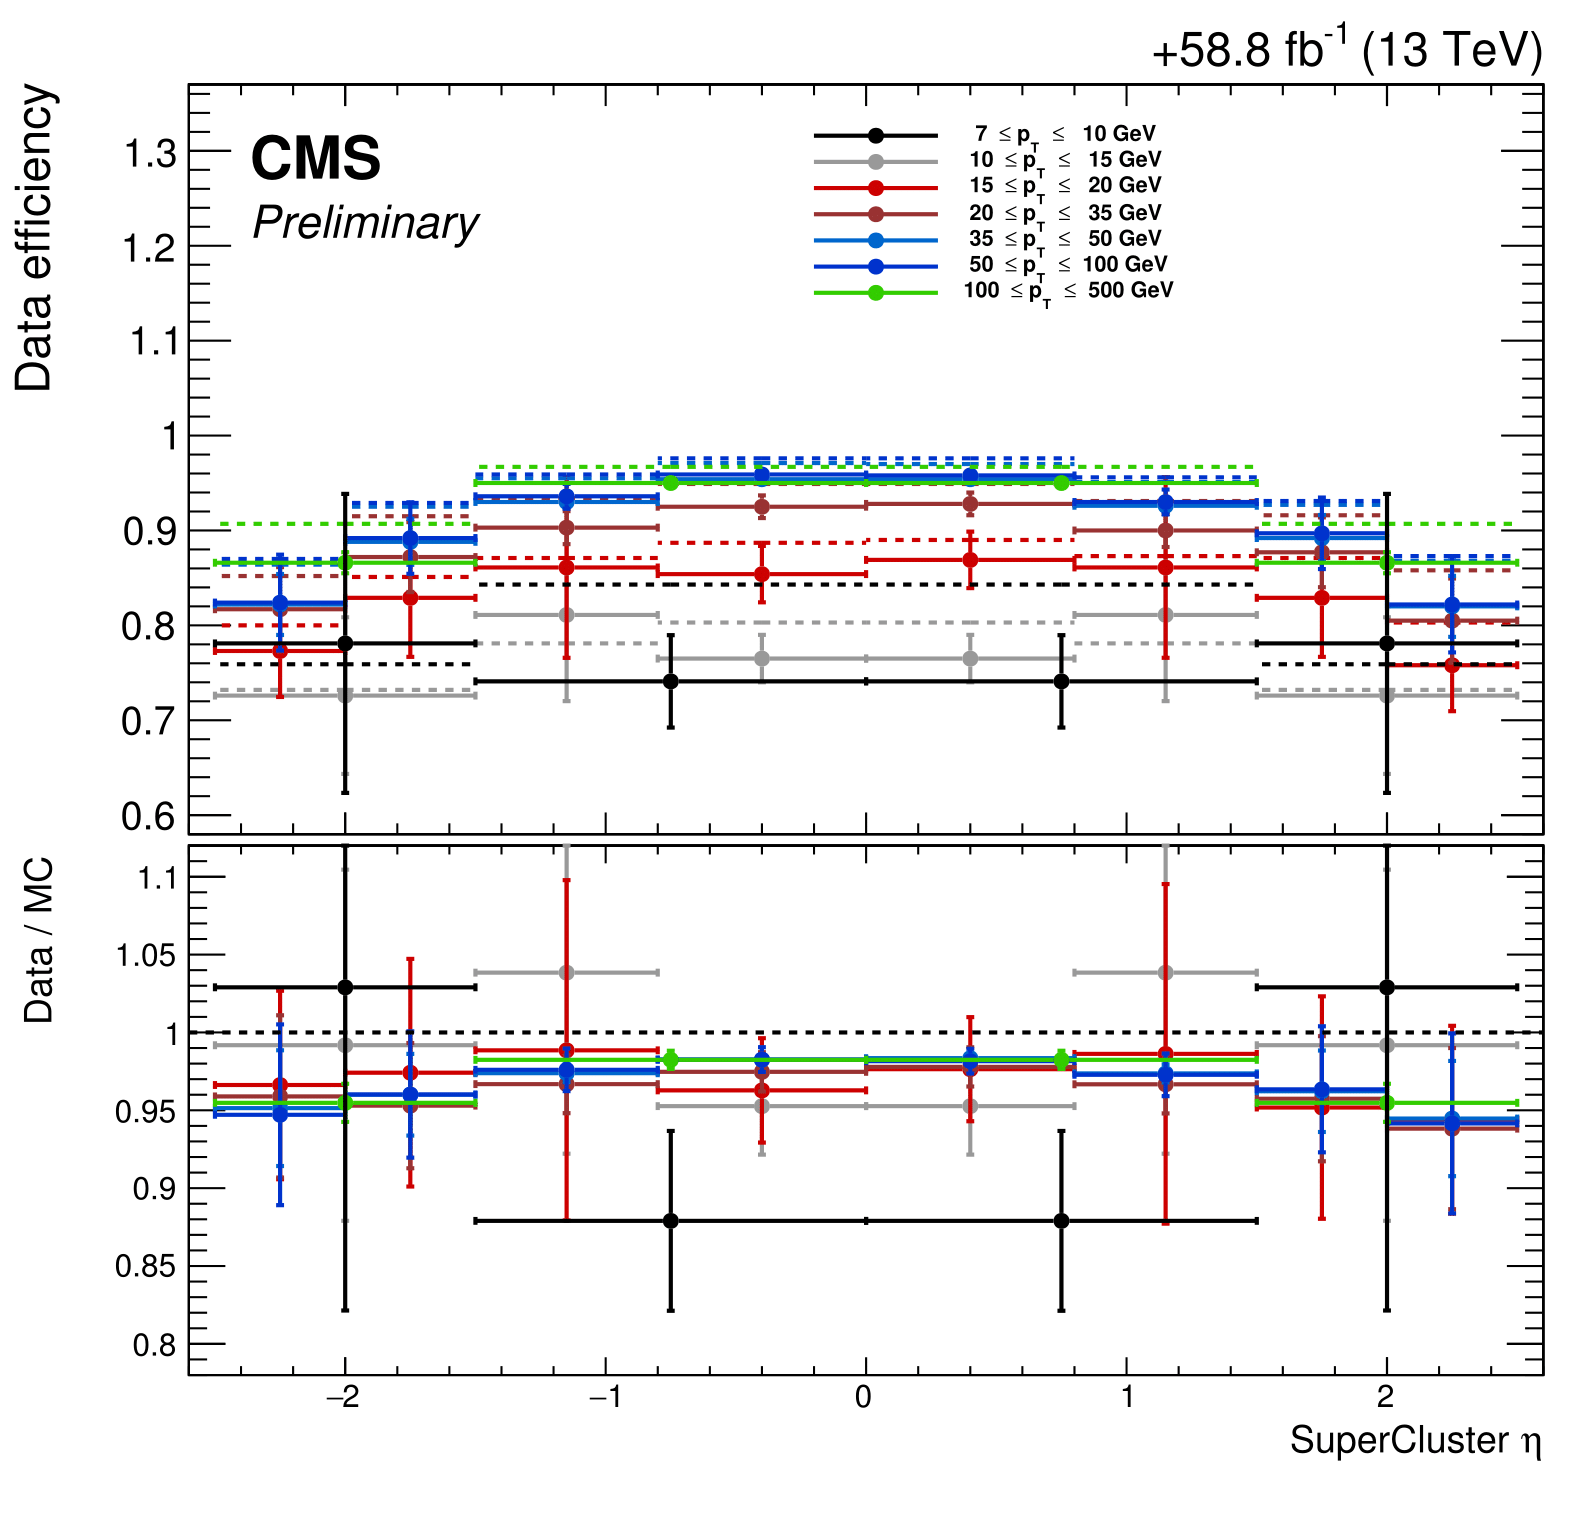 +58.8 fb-1 (13 TeV)
Data efficiency
CMS
Preliminary
7 ≤ pT ≤ 10 GeV
10 ≤ pT ≤ 15 GeV
15 ≤ pT ≤ 20 GeV
20 ≤ pT ≤ 35 GeV
35 ≤ pT ≤ 50 GeV
50 ≤ pT ≤ 100 GeV
100 ≤ pT ≤ 500 GeV
1.3
1.2
1.1
1
0.9
0.8
0.7
0.6
Data / MC
1.1
1.05
1
0.95
0.9
0.85
0.8
−2 −1 0 1 2
SuperCluster η